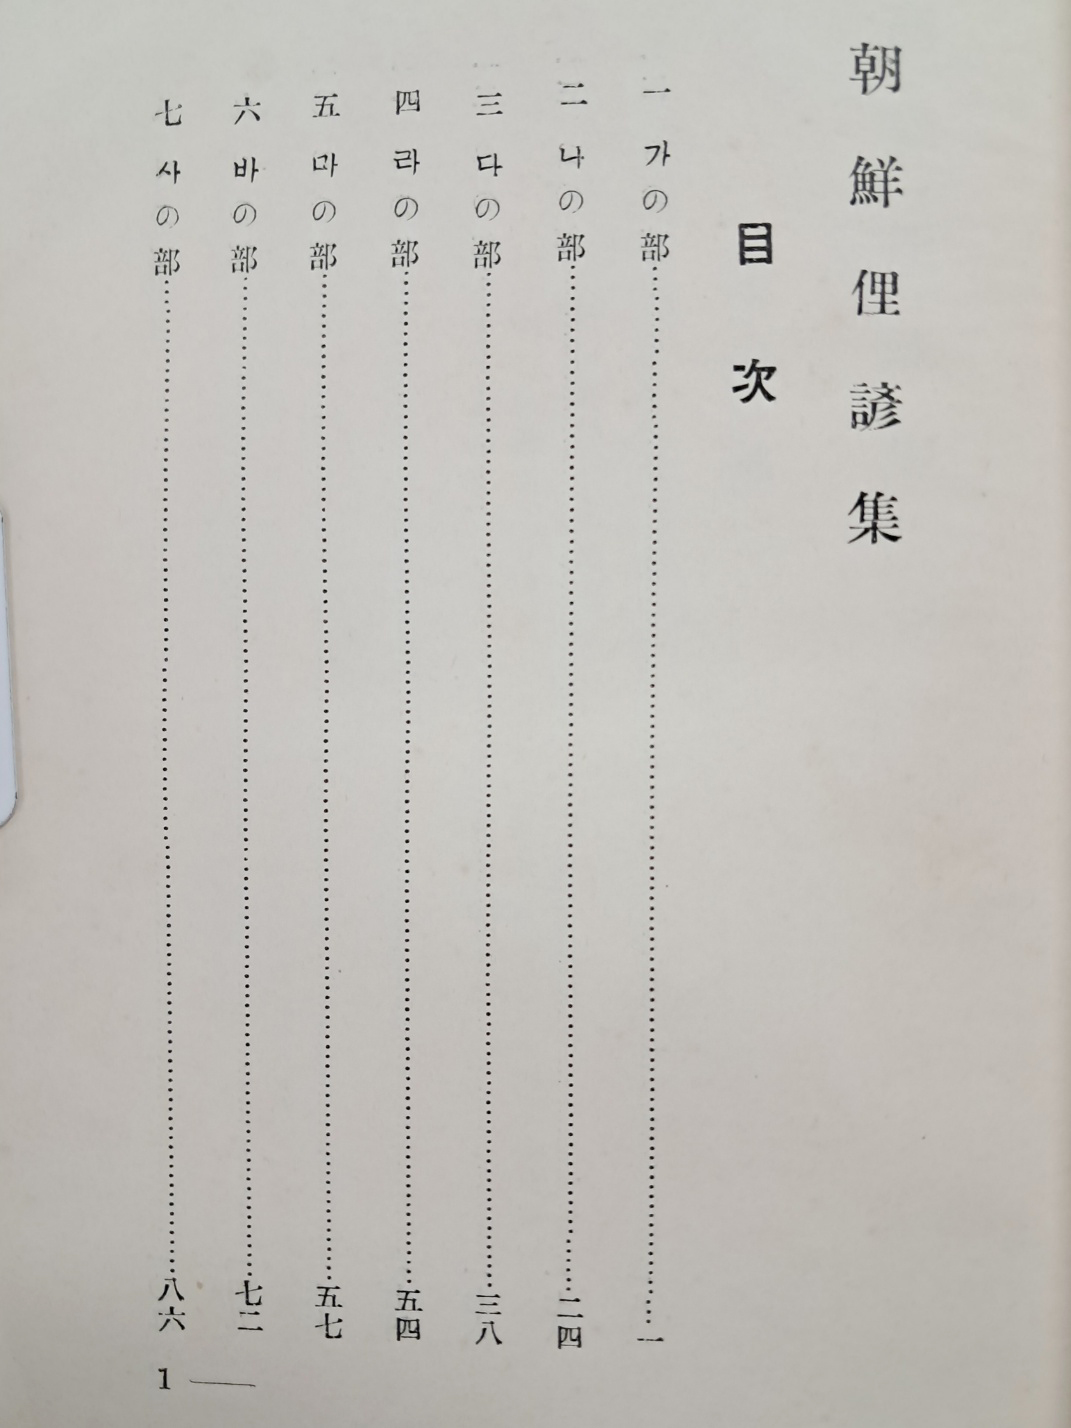 朝鮮俚諺集
目次
一 가の部……一
二 나の部……二四
三 다の部……三八
四 라の部……五四
五 마の部……五七
六 바の部……七二
七 사の部……八六
1 —